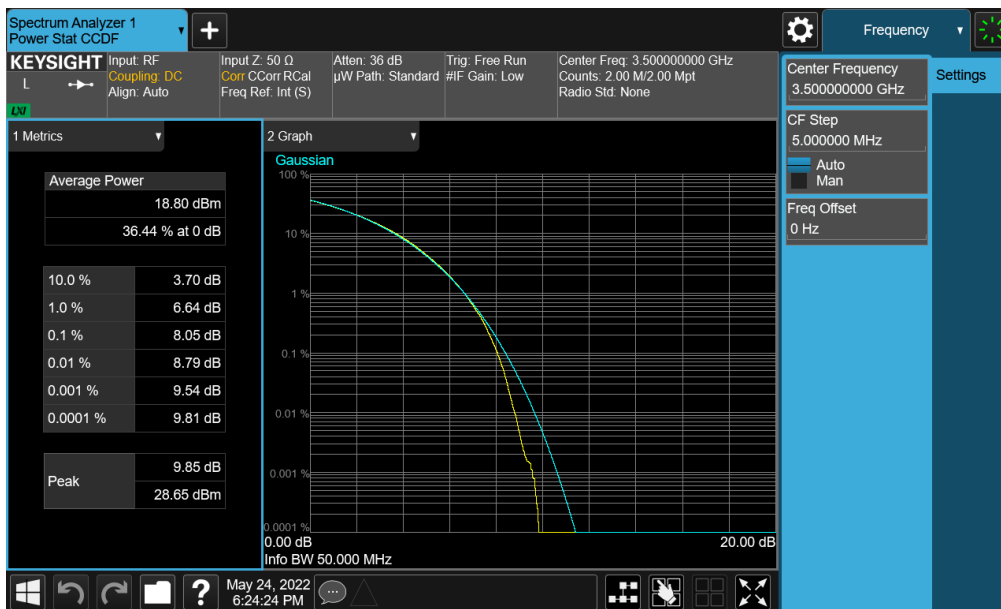 Spectrum Analyzer 1
Power Stat CCDF
+
Frequency
KEYSIGHT
L
LXI
Input: RF
Coupling: DC
Align: Auto
Input Z: 50 Ω
Corr CCorr RCal
Freq Ref: Int (S)
Atten: 36 dB
µW Path: Standard
Trig: Free Run
#IF Gain: Low
Center Freq: 3.500000000 GHz
Counts: 2.00 M/2.00 Mpt
Radio Std: None
Center Frequency
3.500000000 GHz
Settings
CF Step
5.000000 MHz
Auto
Man
Freq Offset
0 Hz
1 Metrics
Average Power
18.80 dBm
36.44 % at 0 dB
10.0 % 3.70 dB
1.0 % 6.64 dB
0.1 % 8.05 dB
0.01 % 8.79 dB
0.001 % 9.54 dB
0.0001 % 9.81 dB
Peak
9.85 dB
28.65 dBm
2 Graph
Gaussian
100 %
10 %
1 %
0.1 %
0.01 %
0.001 %
0.0001 %
0.00 dB 20.00 dB
Info BW 50.000 MHz
?
May 24, 2022
6:24:24 PM